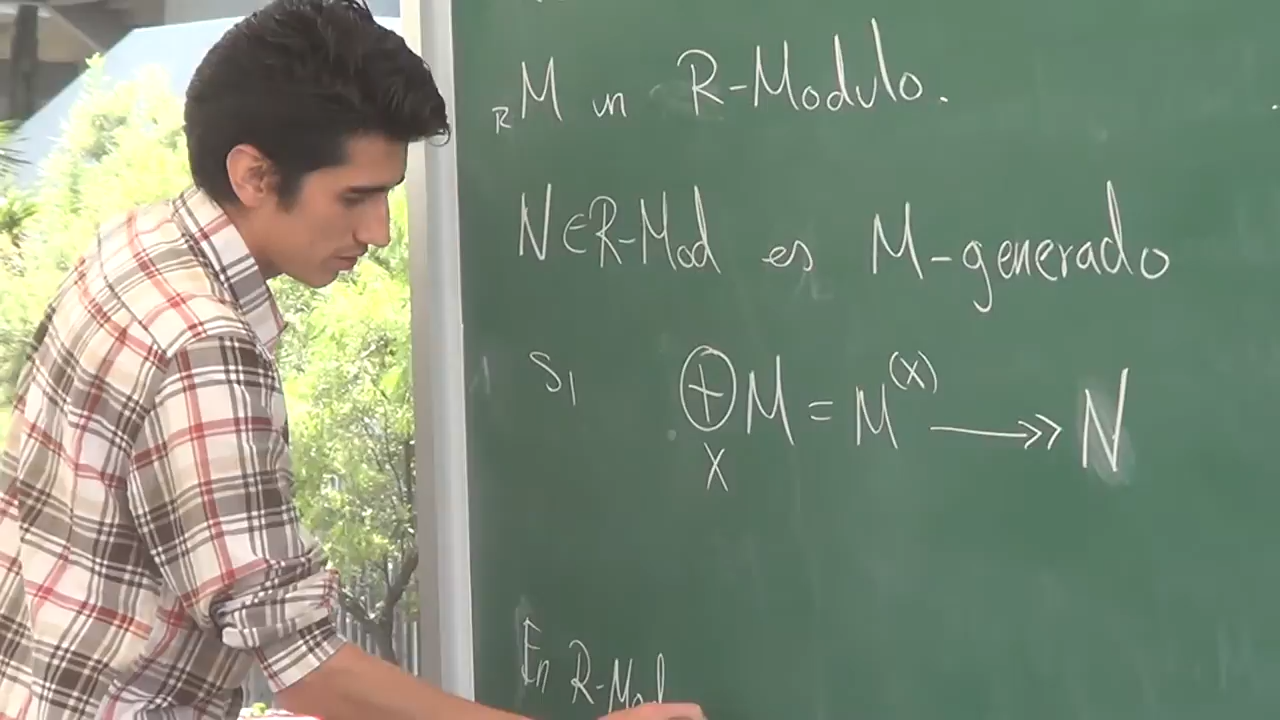 RM un R-Modulo.
N∈R-Mod es M-generado
Si ⊕M = M^(X) ↠ N
X
En R-Mod